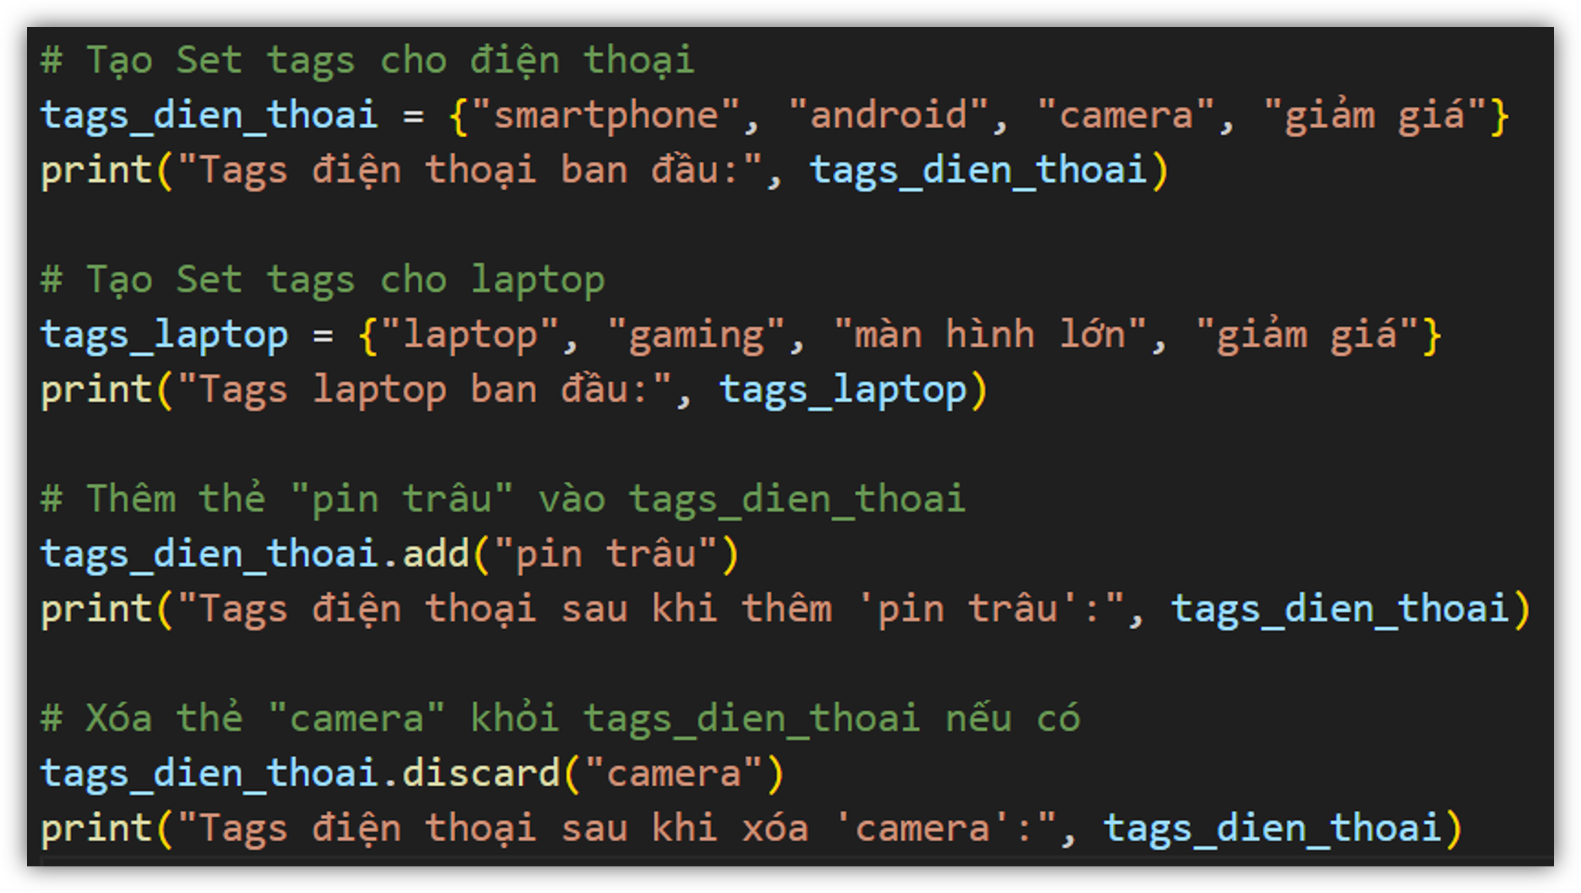 # Tạo Set tags cho điện thoại
tags_dien_thoai = {"smartphone", "android", "camera", "giảm giá"}
print("Tags điện thoại ban đầu:", tags_dien_thoai)
# Tạo Set tags cho laptop
tags_laptop = {"laptop", "gaming", "màn hình lớn", "giảm giá"}
print("Tags laptop ban đầu:", tags_laptop)
# Thêm thẻ "pin trâu" vào tags_dien_thoai
tags_dien_thoai.add("pin trâu")
print("Tags điện thoại sau khi thêm 'pin trâu':", tags_dien_thoai)
# Xóa thẻ "camera" khỏi tags_dien_thoai nếu có
tags_dien_thoai.discard("camera")
print("Tags điện thoại sau khi xóa 'camera':", tags_dien_thoai)